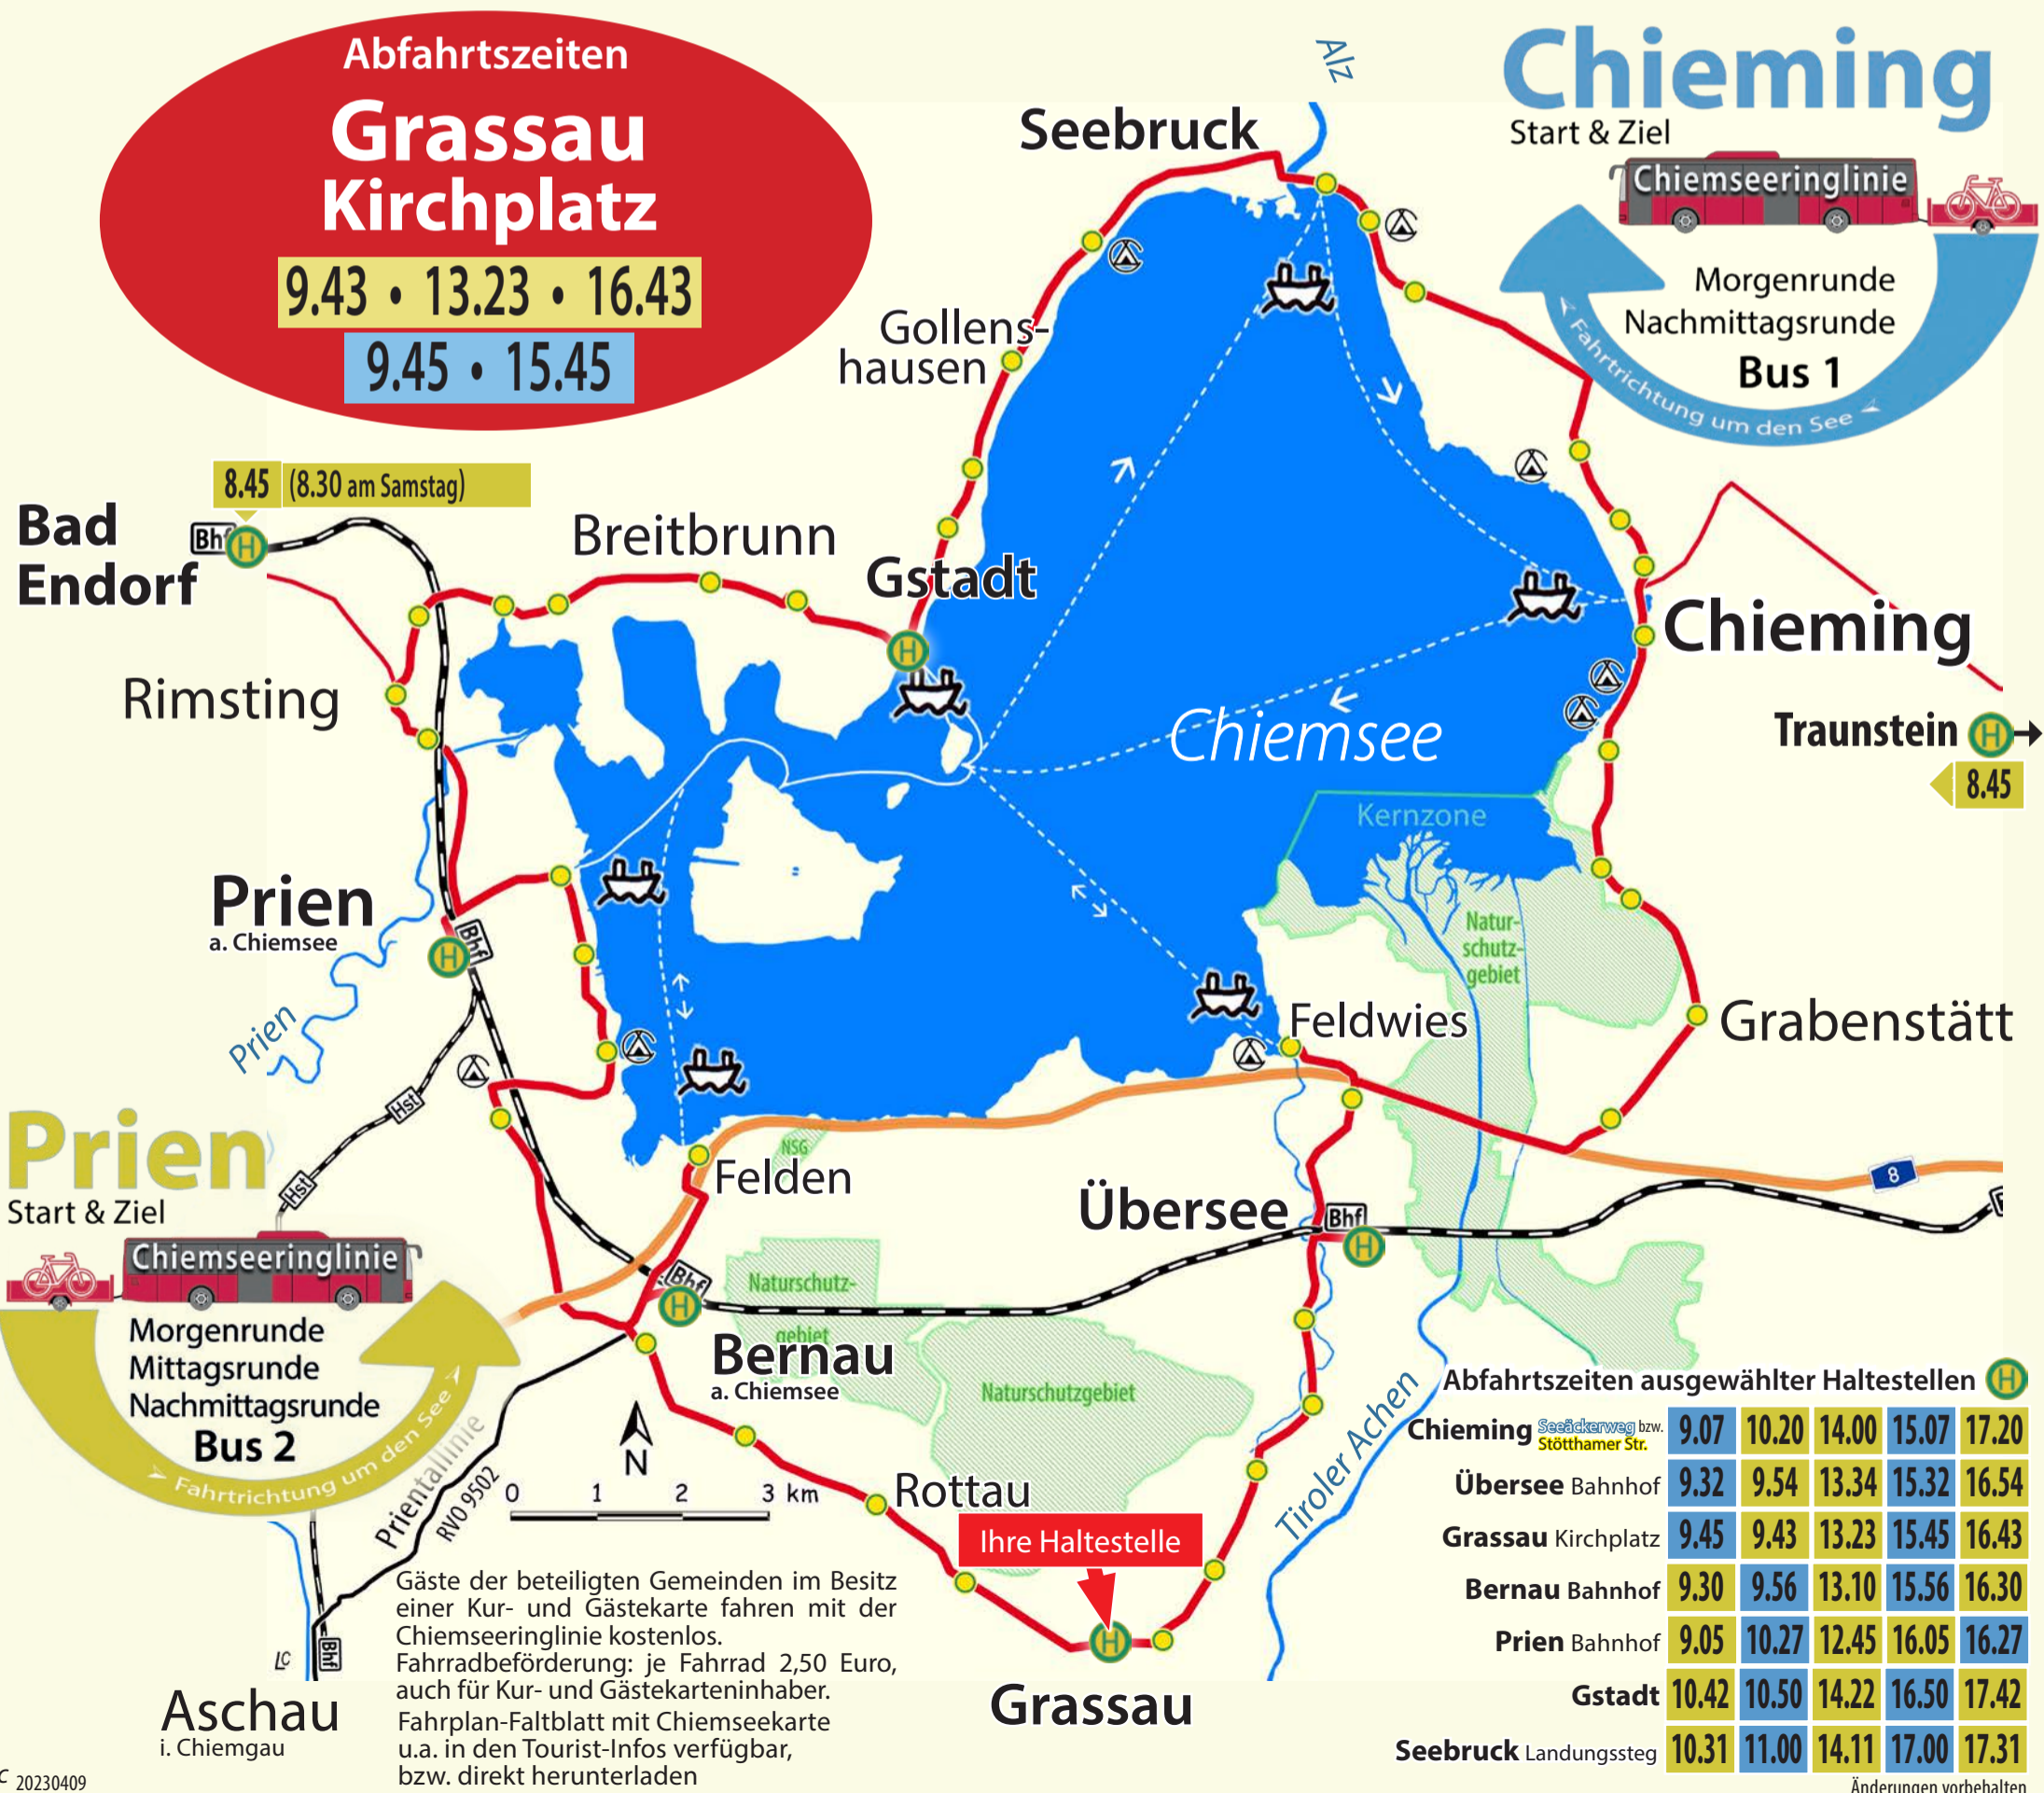 Abfahrtszeiten
Grassau
Kirchplatz
9.43 • 13.23 • 16.43
9.45 • 15.45
Alz
Seebruck
Chieming
Start & Ziel
Chiemseeringlinie
Morgenrunde
Nachmittagsrunde
Bus 1
Fahrtrichtung um den See
Gollens-
hausen
8.45 (8.30 am Samstag)
Bad
Endorf
Bhf
H
Breitbrunn
Gstadt
H
Rimsting
Chieming
Chiemsee
Traunstein H
8.45
Kernzone
Prien
a. Chiemsee
Bhf
H
Natur-
schutz-
gebiet
Prien
Feldwies
Grabenstätt
Hst
Hst
Prien
Start & Ziel
Chiemseeringlinie
Morgenrunde
Mittagsrunde
Nachmittagsrunde
Bus 2
Fahrtrichtung um den See
NSG
Felden
8
Übersee
Bhf
H
Bhf
H
Naturschutz-
gebiet
Bernau
a. Chiemsee
Naturschutzgebiet
Prientallinie
RVO 9502
N
0 1 2 3 km
Rottau
Tiroler Achen
Ihre Haltestelle
H
Grassau
LC
Bhf
Aschau
i. Chiemgau
Gäste der beteiligten Gemeinden im Besitz
einer Kur- und Gästekarte fahren mit der
Chiemseeringlinie kostenlos.
Fahrradbeförderung: je Fahrrad 2,50 Euro,
auch für Kur- und Gästekarteninhaber.
Fahrplan-Faltblatt mit Chiemseekarte
u.a. in den Tourist-Infos verfügbar,
bzw. direkt herunterladen
Abfahrtszeiten ausgewählter Haltestellen H
Chieming Seeäckerweg bzw. Stötthamer Str. 9.07 10.20 14.00 15.07 17.20
Übersee Bahnhof 9.32 9.54 13.34 15.32 16.54
Grassau Kirchplatz 9.45 9.43 13.23 15.45 16.43
Bernau Bahnhof 9.30 9.56 13.10 15.56 16.30
Prien Bahnhof 9.05 10.27 12.45 16.05 16.27
Gstadt 10.42 10.50 14.22 16.50 17.42
Seebruck Landungssteg 10.31 11.00 14.11 17.00 17.31
Änderungen vorbehalten
20230409